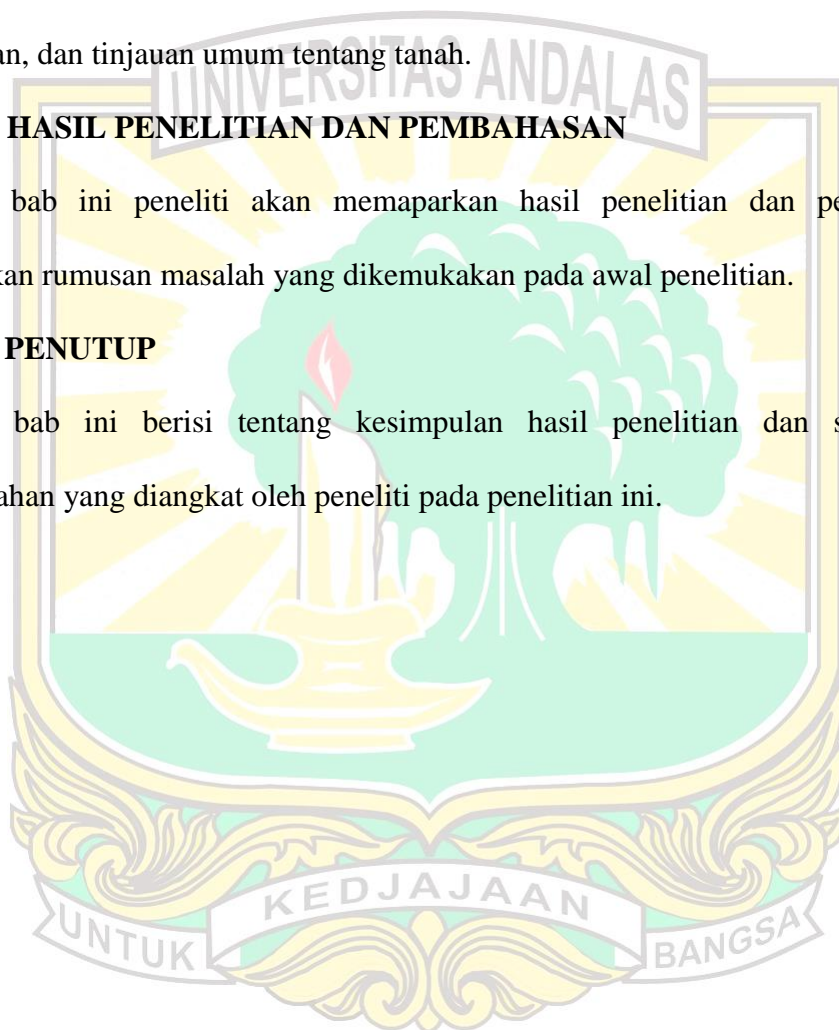 an, dan tinjauan umum tentang tanah.
UNIVERSITAS ANDALAS
HASIL PENELITIAN DAN PEMBAHASAN
bab ini peneliti akan memaparkan hasil penelitian dan pe
kan rumusan masalah yang dikemukakan pada awal penelitian.
PENUTUP
bab ini berisi tentang kesimpulan hasil penelitian dan s
ahan yang diangkat oleh peneliti pada penelitian ini.
UNTUK KEDJAJAAN BANGSA